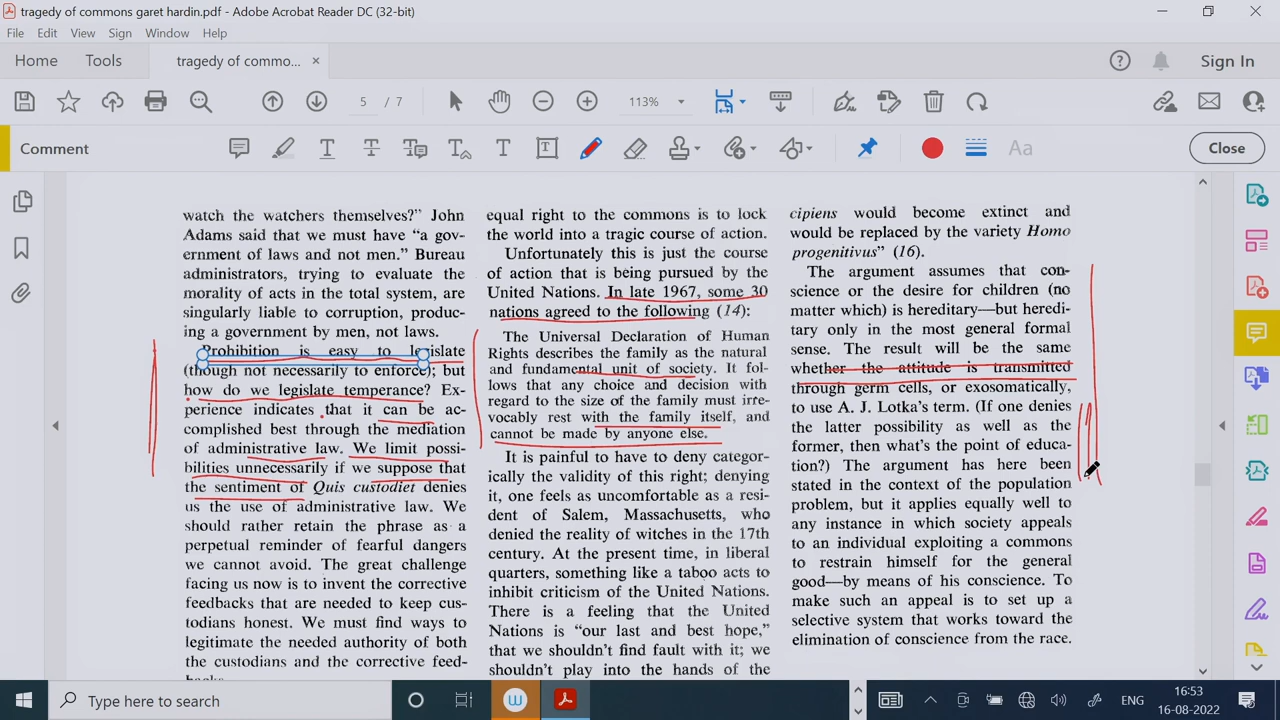 tragedy of commons garet hardin.pdf - Adobe Acrobat Reader DC (32-bit)
File Edit View Sign Window Help
Home Tools tragedy of commo... × Sign In
5 / 7 113%
Comment Aa Close
watch the watchers themselves?" John
Adams said that we must have "a gov-
ernment of laws and not men." Bureau
administrators, trying to evaluate the
morality of acts in the total system, are
singularly liable to corruption, produc-
ing a government by men, not laws.
Prohibition is easy to legislate
(though not necessarily to enforce); but
how do we legislate temperance? Ex-
perience indicates that it can be ac-
complished best through the mediation
of administrative law. We limit possi-
bilities unnecessarily if we suppose that
the sentiment of Quis custodiet denies
us the use of administrative law. We
should rather retain the phrase as a
perpetual reminder of fearful dangers
we cannot avoid. The great challenge
facing us now is to invent the corrective
feedbacks that are needed to keep cus-
todians honest. We must find ways to
legitimate the needed authority of both
the custodians and the corrective feed-
backs.
equal right to the commons is to lock
the world into a tragic course of action.
Unfortunately this is just the course
of action that is being pursued by the
United Nations. In late 1967, some 30
nations agreed to the following (14):
The Universal Declaration of Human
Rights describes the family as the natural
and fundamental unit of society. It fol-
lows that any choice and decision with
regard to the size of the family must irre-
vocably rest with the family itself, and
cannot be made by anyone else.
It is painful to have to deny categor-
ically the validity of this right; denying
it, one feels as uncomfortable as a resi-
dent of Salem, Massachusetts, who
denied the reality of witches in the 17th
century. At the present time, in liberal
quarters, something like a taboo acts to
inhibit criticism of the United Nations.
There is a feeling that the United
Nations is "our last and best hope,"
that we shouldn't find fault with it; we
shouldn't play into the hands of the
cipiens would become extinct and
would be replaced by the variety Homo
progenitivus" (16).
The argument assumes that con-
science or the desire for children (no
matter which) is hereditary—but heredi-
tary only in the most general formal
sense. The result will be the same
whether the attitude is transmitted
through germ cells, or exosomatically,
to use A. J. Lotka's term. (If one denies
the latter possibility as well as the
former, then what's the point of educa-
tion?) The argument has here been
stated in the context of the population
problem, but it applies equally well to
any instance in which society appeals
to an individual exploiting a commons
to restrain himself for the general
good—by means of his conscience. To
make such an appeal is to set up a
selective system that works toward the
elimination of conscience from the race.
Type here to search
ENG
16:53
16-08-2022